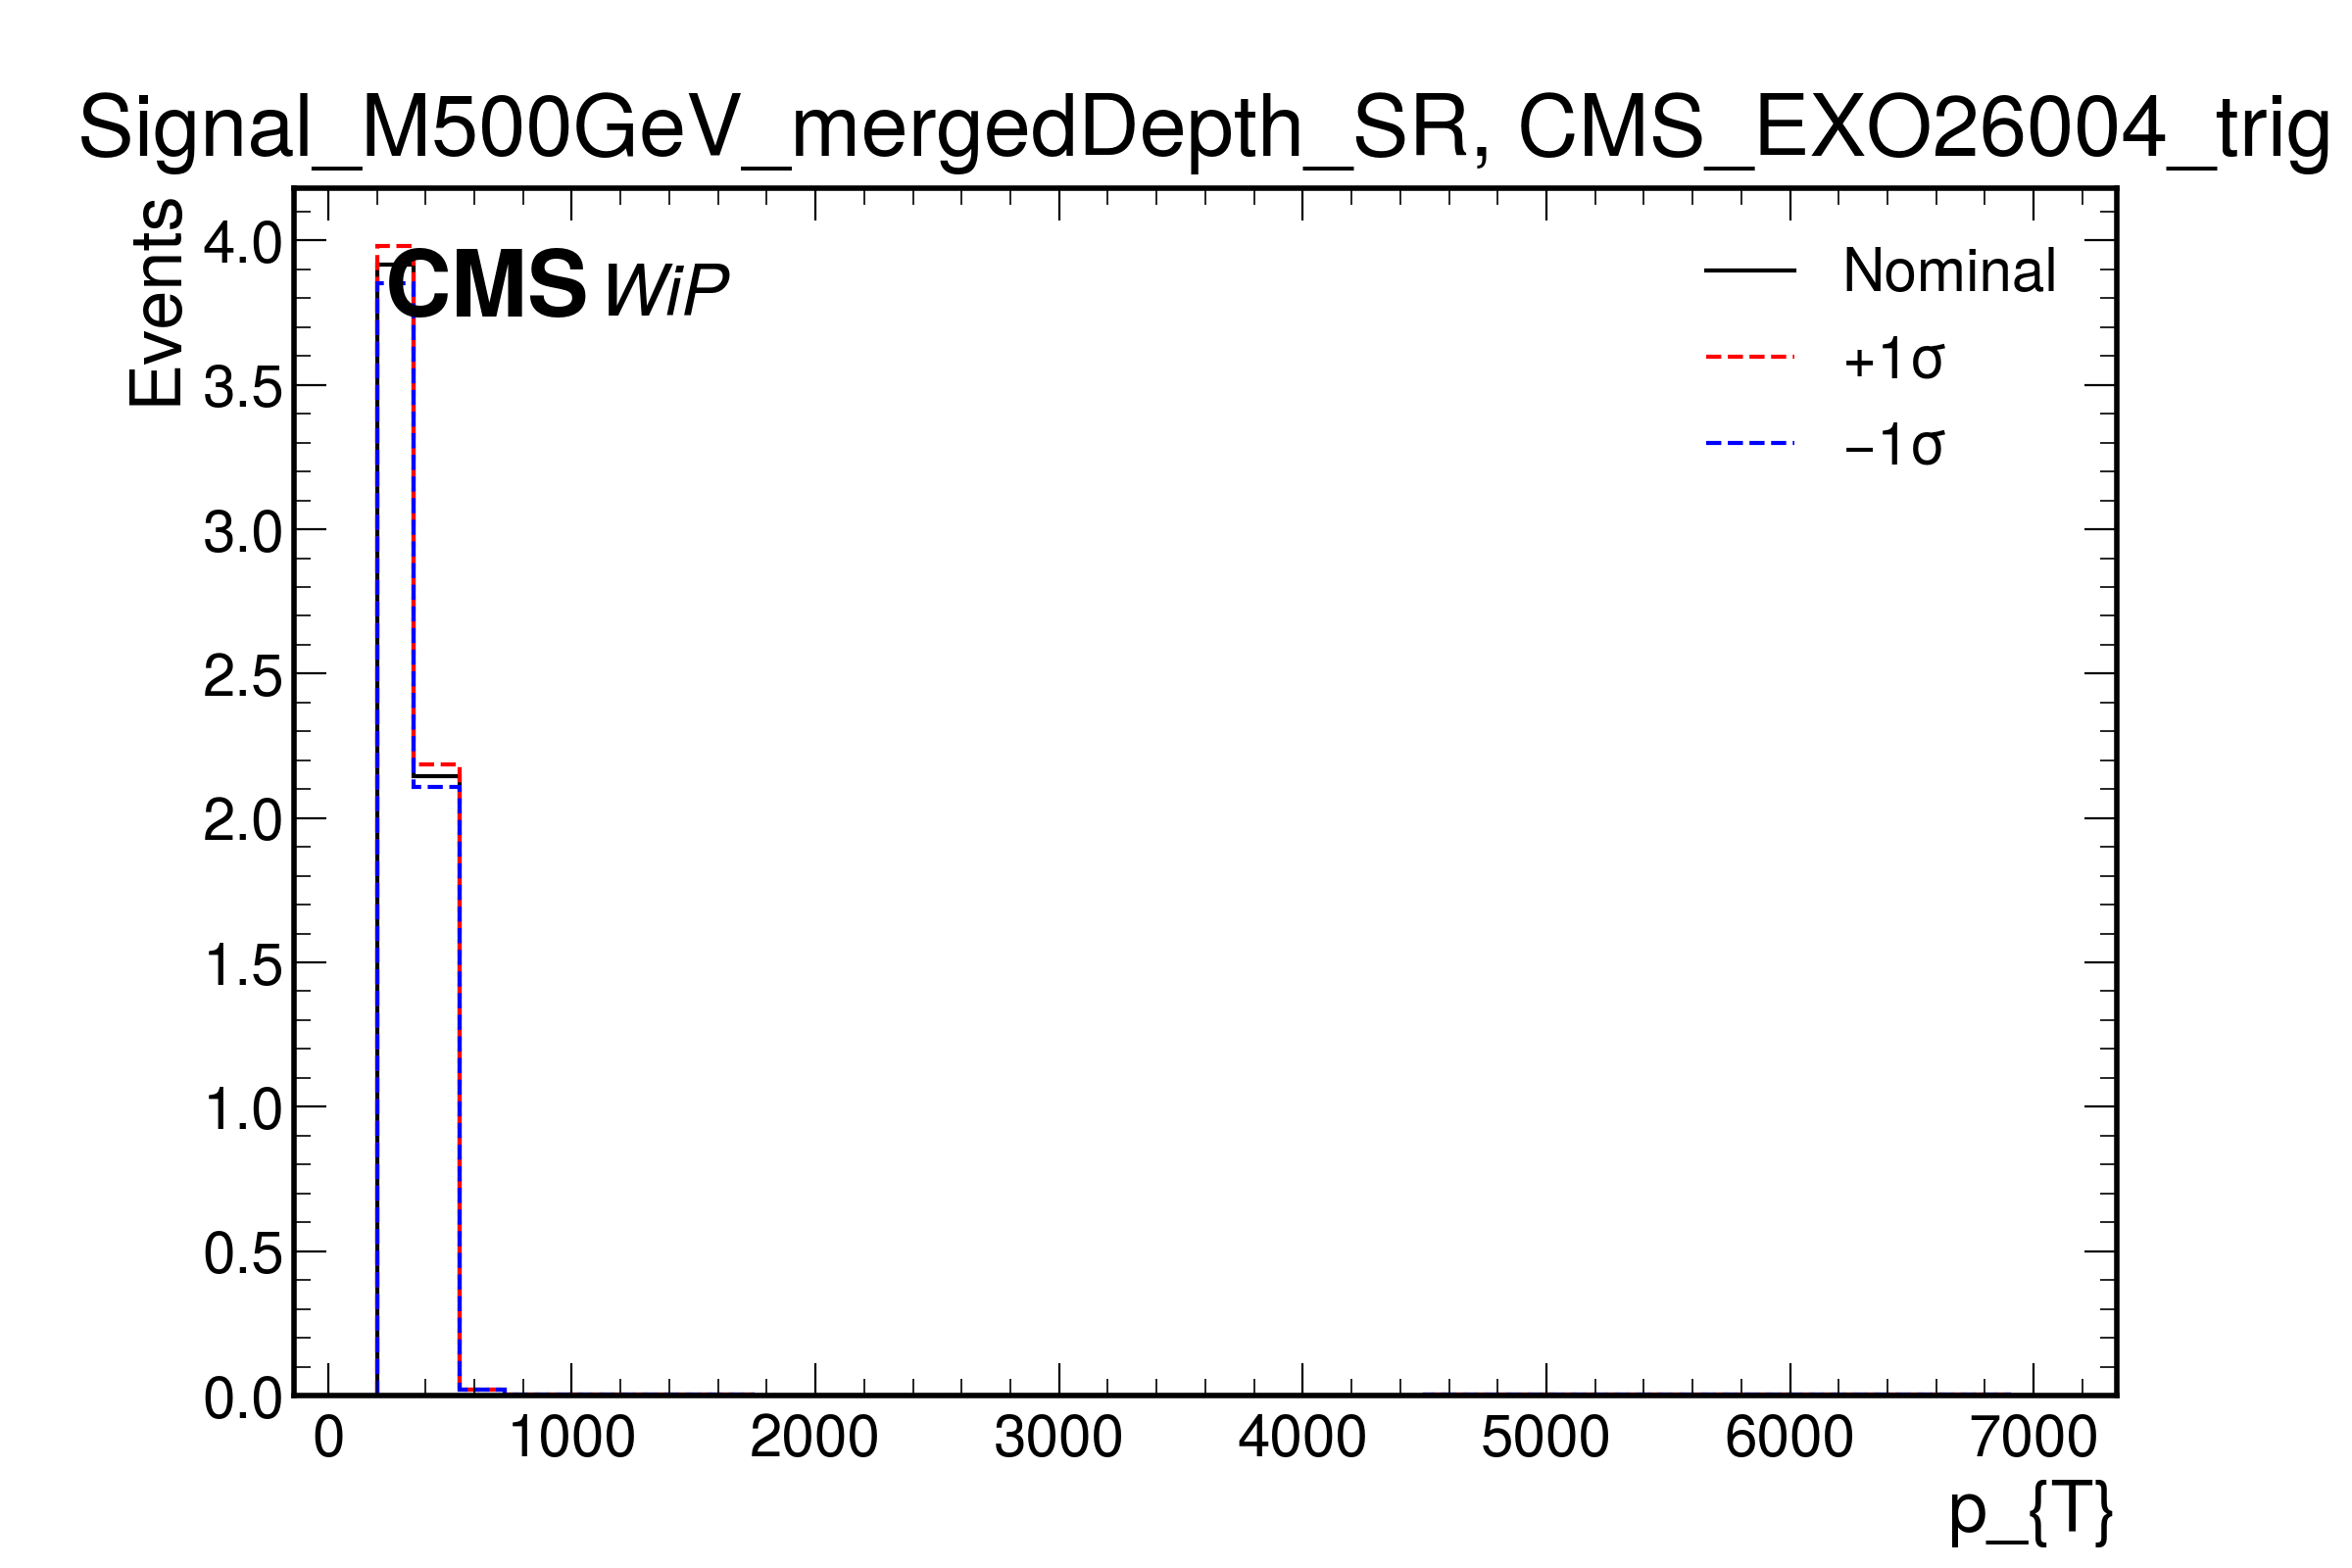 Signal_M500GeV_mergedDepth_SR, CMS_EXO26004_trig
Events
CMS WiP
Nominal
+1σ
−1σ
4.0
3.5
3.0
2.5
2.0
1.5
1.0
0.5
0.0
0 1000 2000 3000 4000 5000 6000 7000
p_{T}